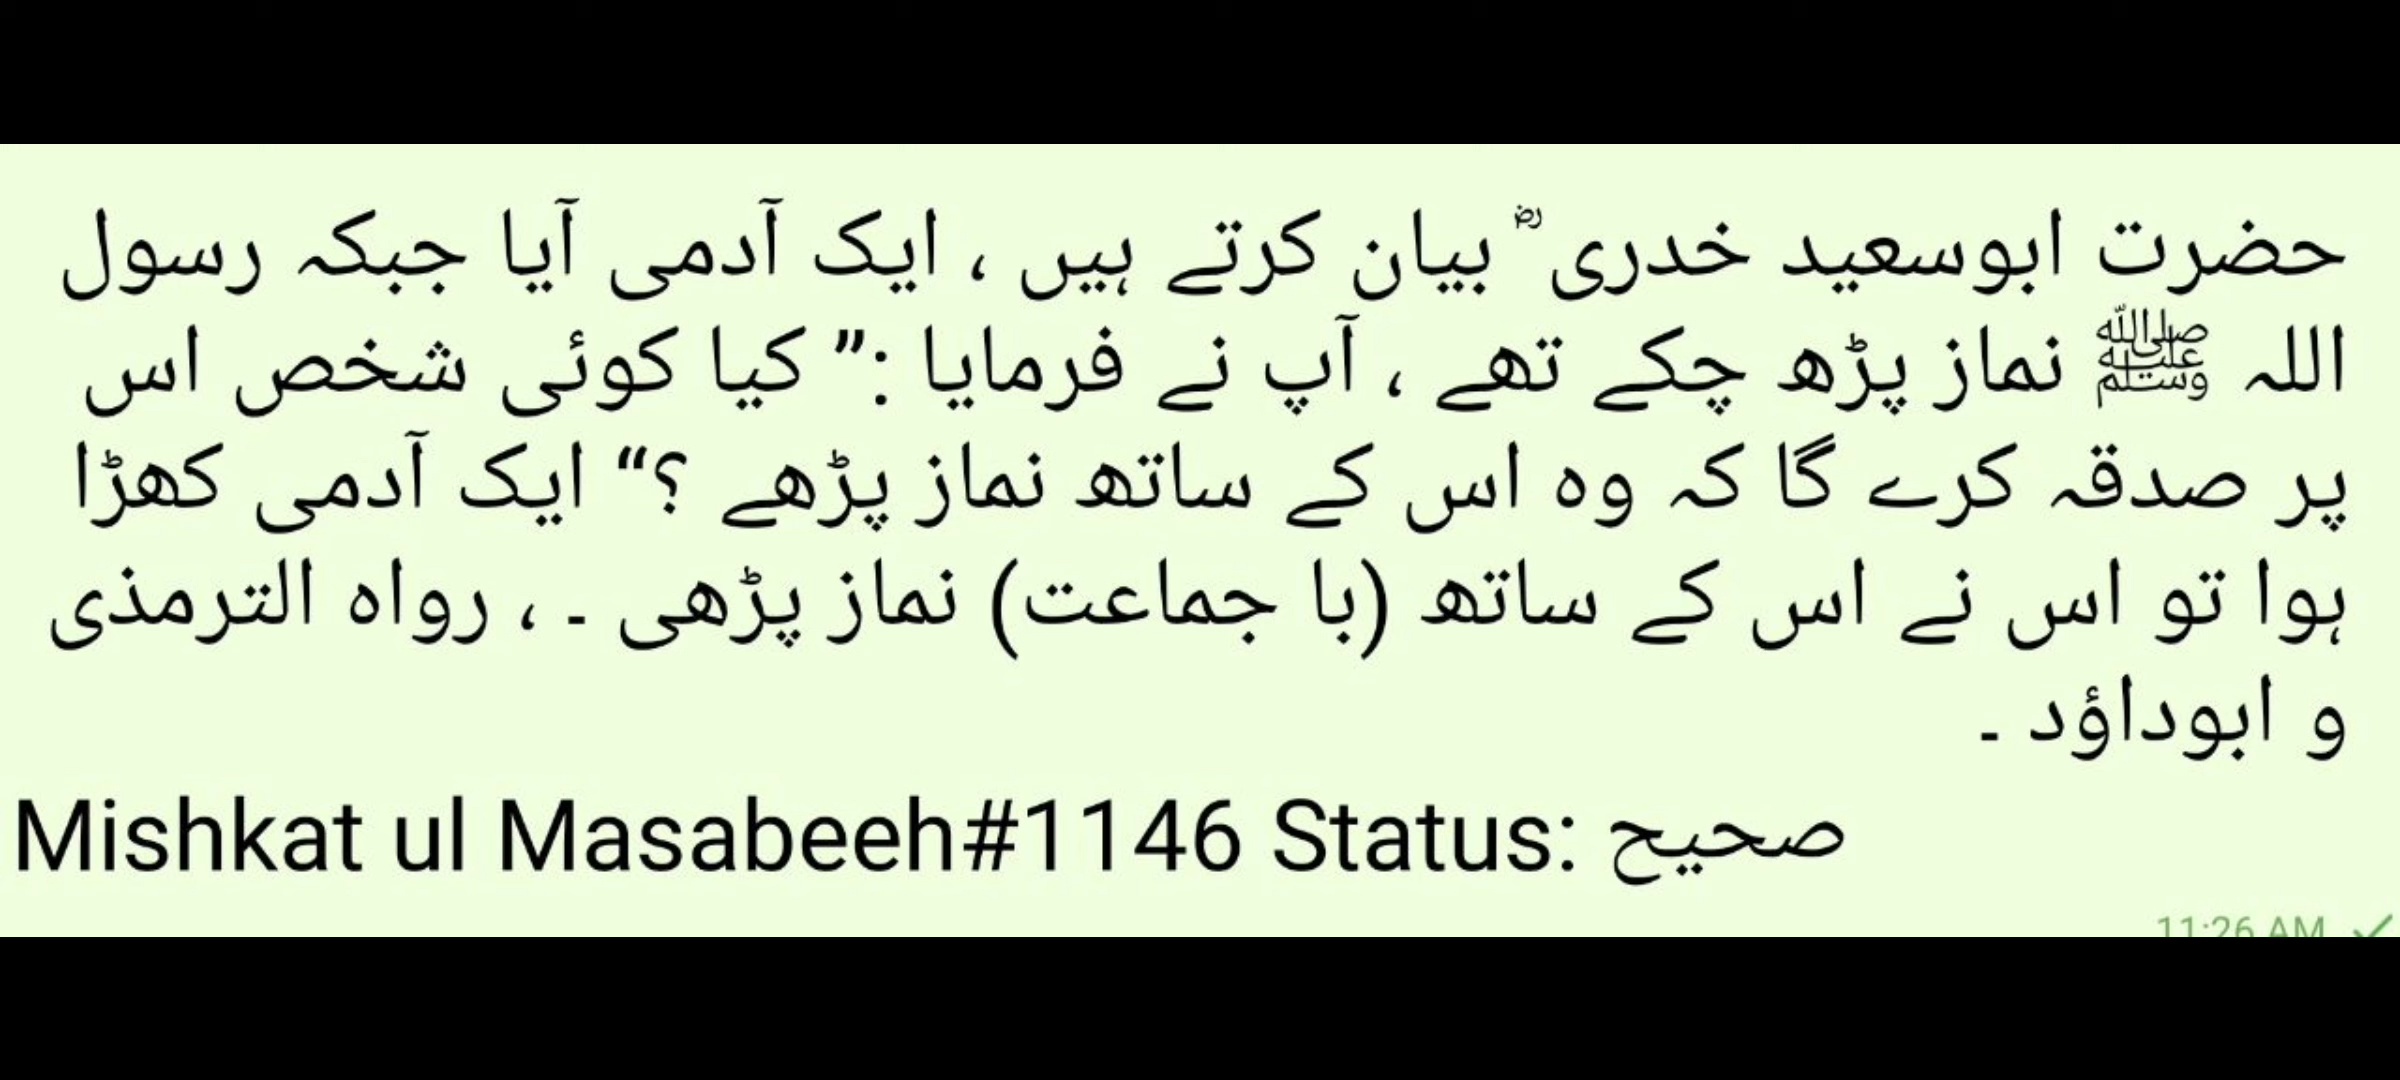 حضرت ابوسعید خدری ؓ بیان کرتے ہیں ، ایک آدمی آیا جبکہ رسول
اللہ ﷺ نماز پڑھ چکے تھے ، آپ نے فرمایا :” کیا کوئی شخص اس
پر صدقہ کرے گا کہ وہ اس کے ساتھ نماز پڑھے ؟“ ایک آدمی کھڑا
ہوا تو اس نے اس کے ساتھ (با جماعت) نماز پڑھی ۔ ، رواہ الترمذی
و ابوداؤد ۔
Mishkat ul Masabeeh#1146 Status: صحیح
11:26 AM